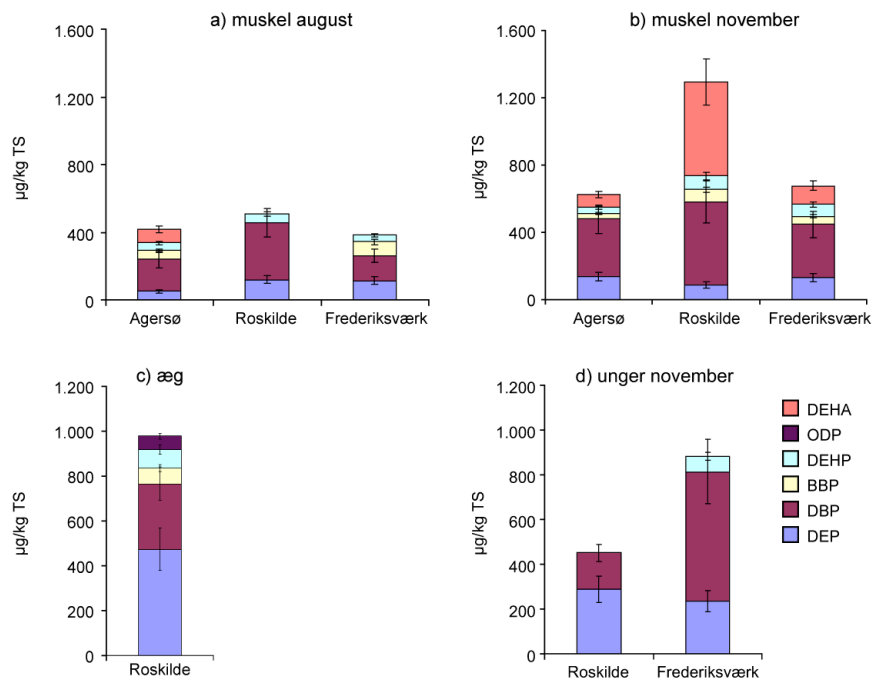 a) muskel august
1.600
1.200
800
400
0
µg/kg TS
Agersø Roskilde Frederiksværk
b) muskel november
1.600
1.200
800
400
0
µg/kg TS
Agersø Roskilde Frederiksværk
c) æg
1.200
1.000
800
600
400
200
0
µg/kg TS
Roskilde
d) unger november
1.200
1.000
800
600
400
200
0
µg/kg TS
Roskilde Frederiksværk
DEHA
ODP
DEHP
BBP
DBP
DEP